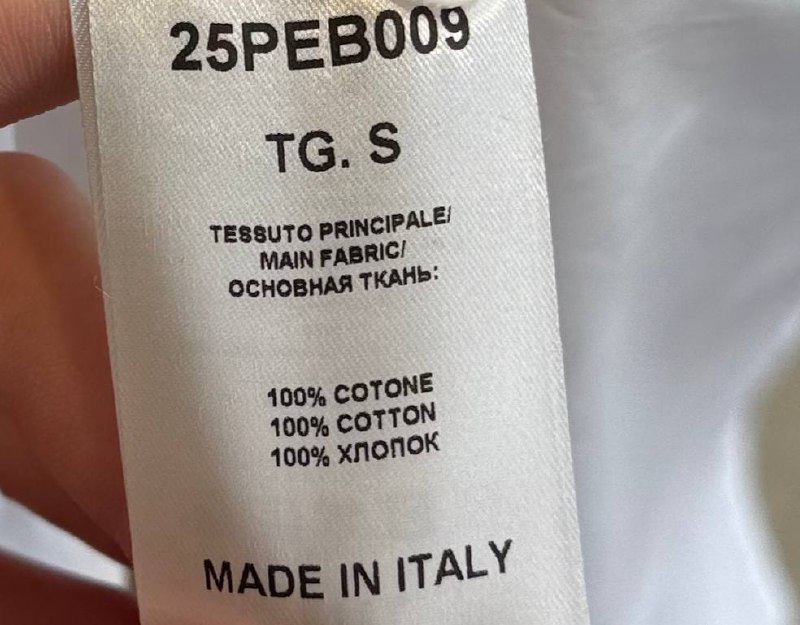 25PEB009
TG. S
TESSUTO PRINCIPALE/
MAIN FABRIC/
ОСНОВНАЯ ТКАНЬ:
100% COTONE
100% COTTON
100% ХЛОПОК
MADE IN ITALY